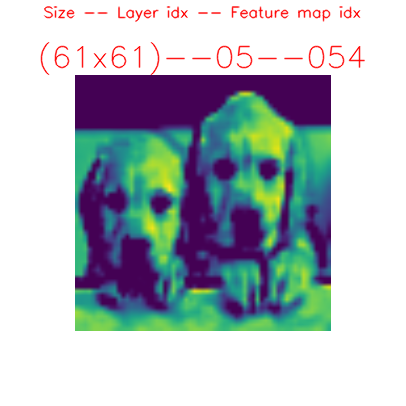 Size -- Layer idx -- Feature map idx
(61x61)--05--054